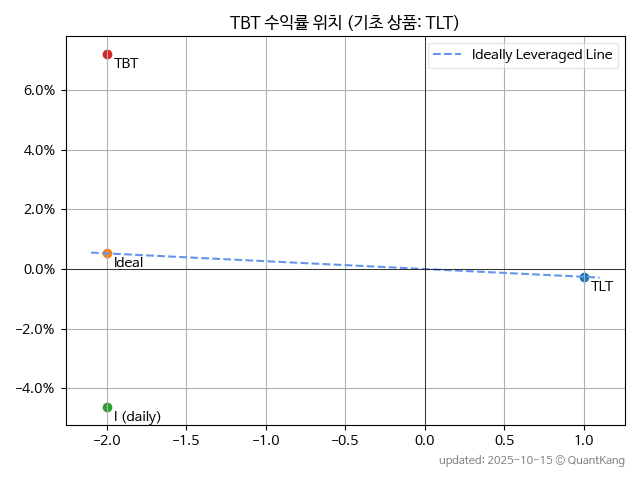 TBT 수익률 위치 (기초 상품: TLT)
Ideally Leveraged Line
TBT
Ideal
TLT
I (daily)
6.0%
4.0%
2.0%
0.0%
−2.0%
−4.0%
−2.0 −1.5 −1.0 −0.5 0.0 0.5 1.0
updated: 2025-10-15 © QuantKang